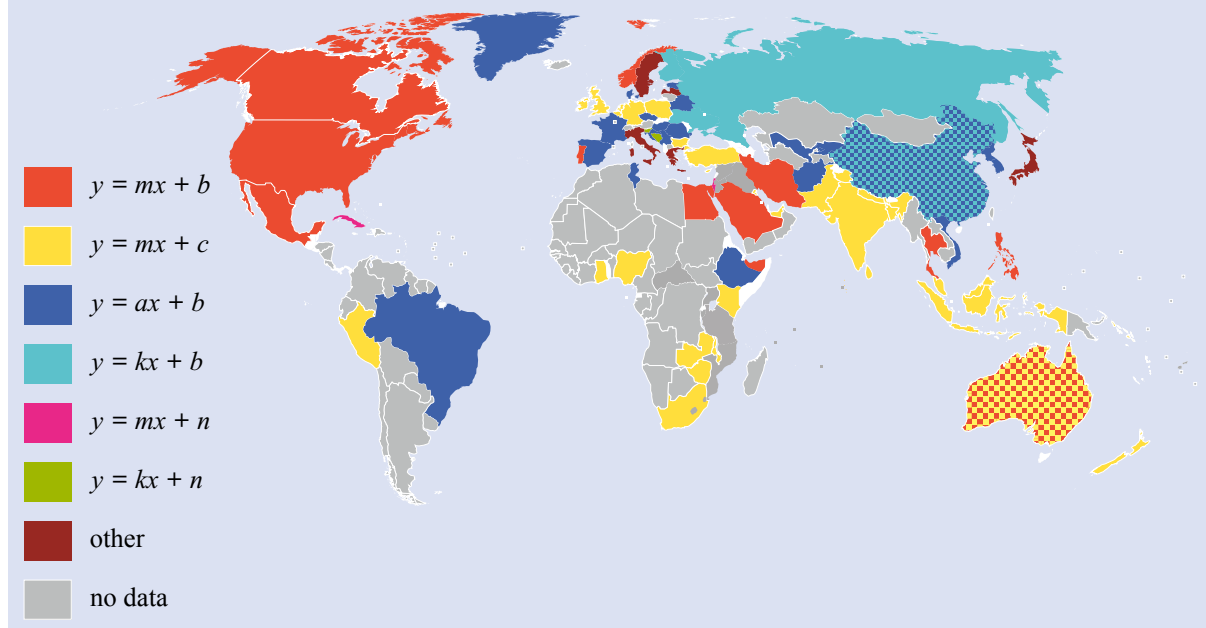 y = mx + b
y = mx + c
y = ax + b
y = kx + b
y = mx + n
y = kx + n
other
no data